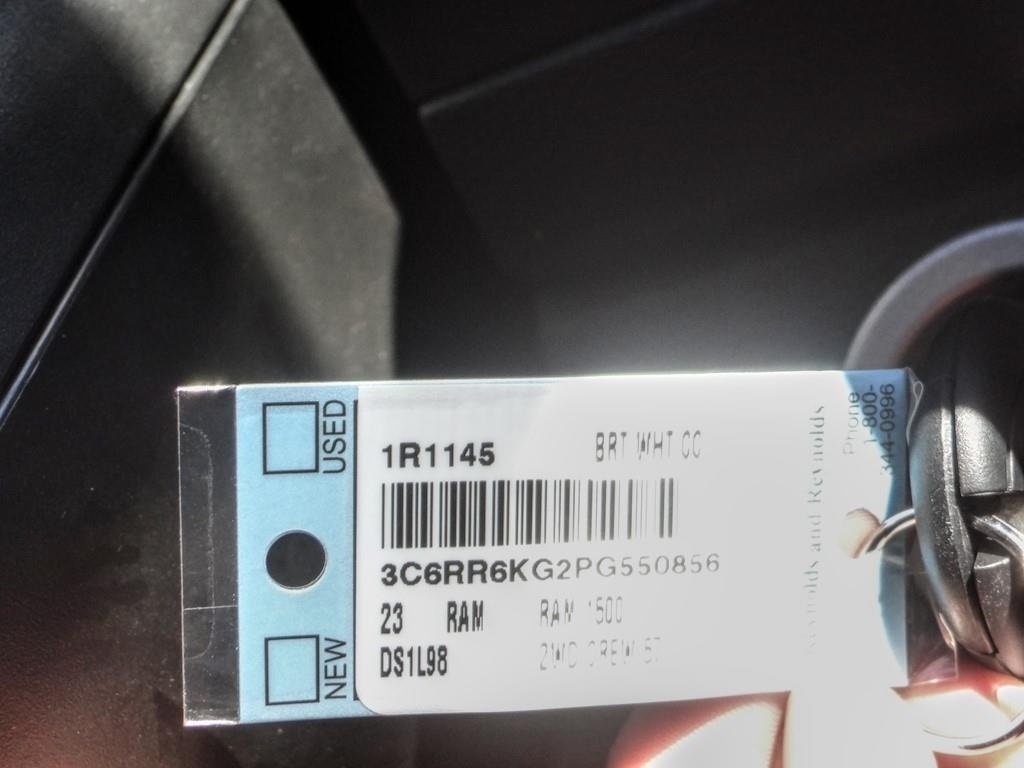 USED
NEW
1R1145 BRT WHT CC
3C6RR6KG2PG550856
23 RAM RAM 1500
DS1L98 2WD CREW 57
Reynolds and Reynolds
Phone
1-800-
344-0996